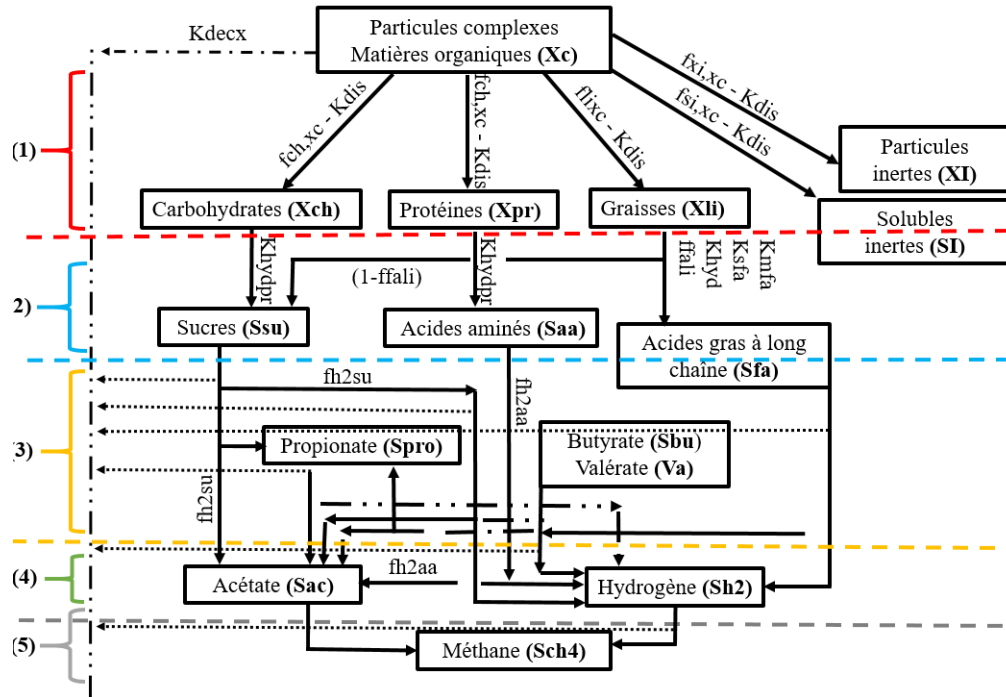 Particules complexes
Matières organiques (Xc)
Kdecx
fch,xc - Kdis
fch,xc - Kdis
flixc - Kdis
fxi,xc - Kdis
fsi,xc - Kdis
(1)
Particules
inertes (XI)
Carbohydrates (Xch)
Protéines (Xpr)
Graisses (Xli)
Solubles
inertes (SI)
Khydpr
(1-ffali)
Khydpr
ffali
Khyd
Ksfa
Kmfa
2)
Sucres (Ssu)
Acides aminés (Saa)
Acides gras à long
chaîne (Sfa)
fh2su
fh2aa
(3)
Propionate (Spro)
Butyrate (Sbu)
Valérate (Va)
fh2su
(4)
Acétate (Sac)
fh2aa
Hydrogène (Sh2)
(5)
Méthane (Sch4)